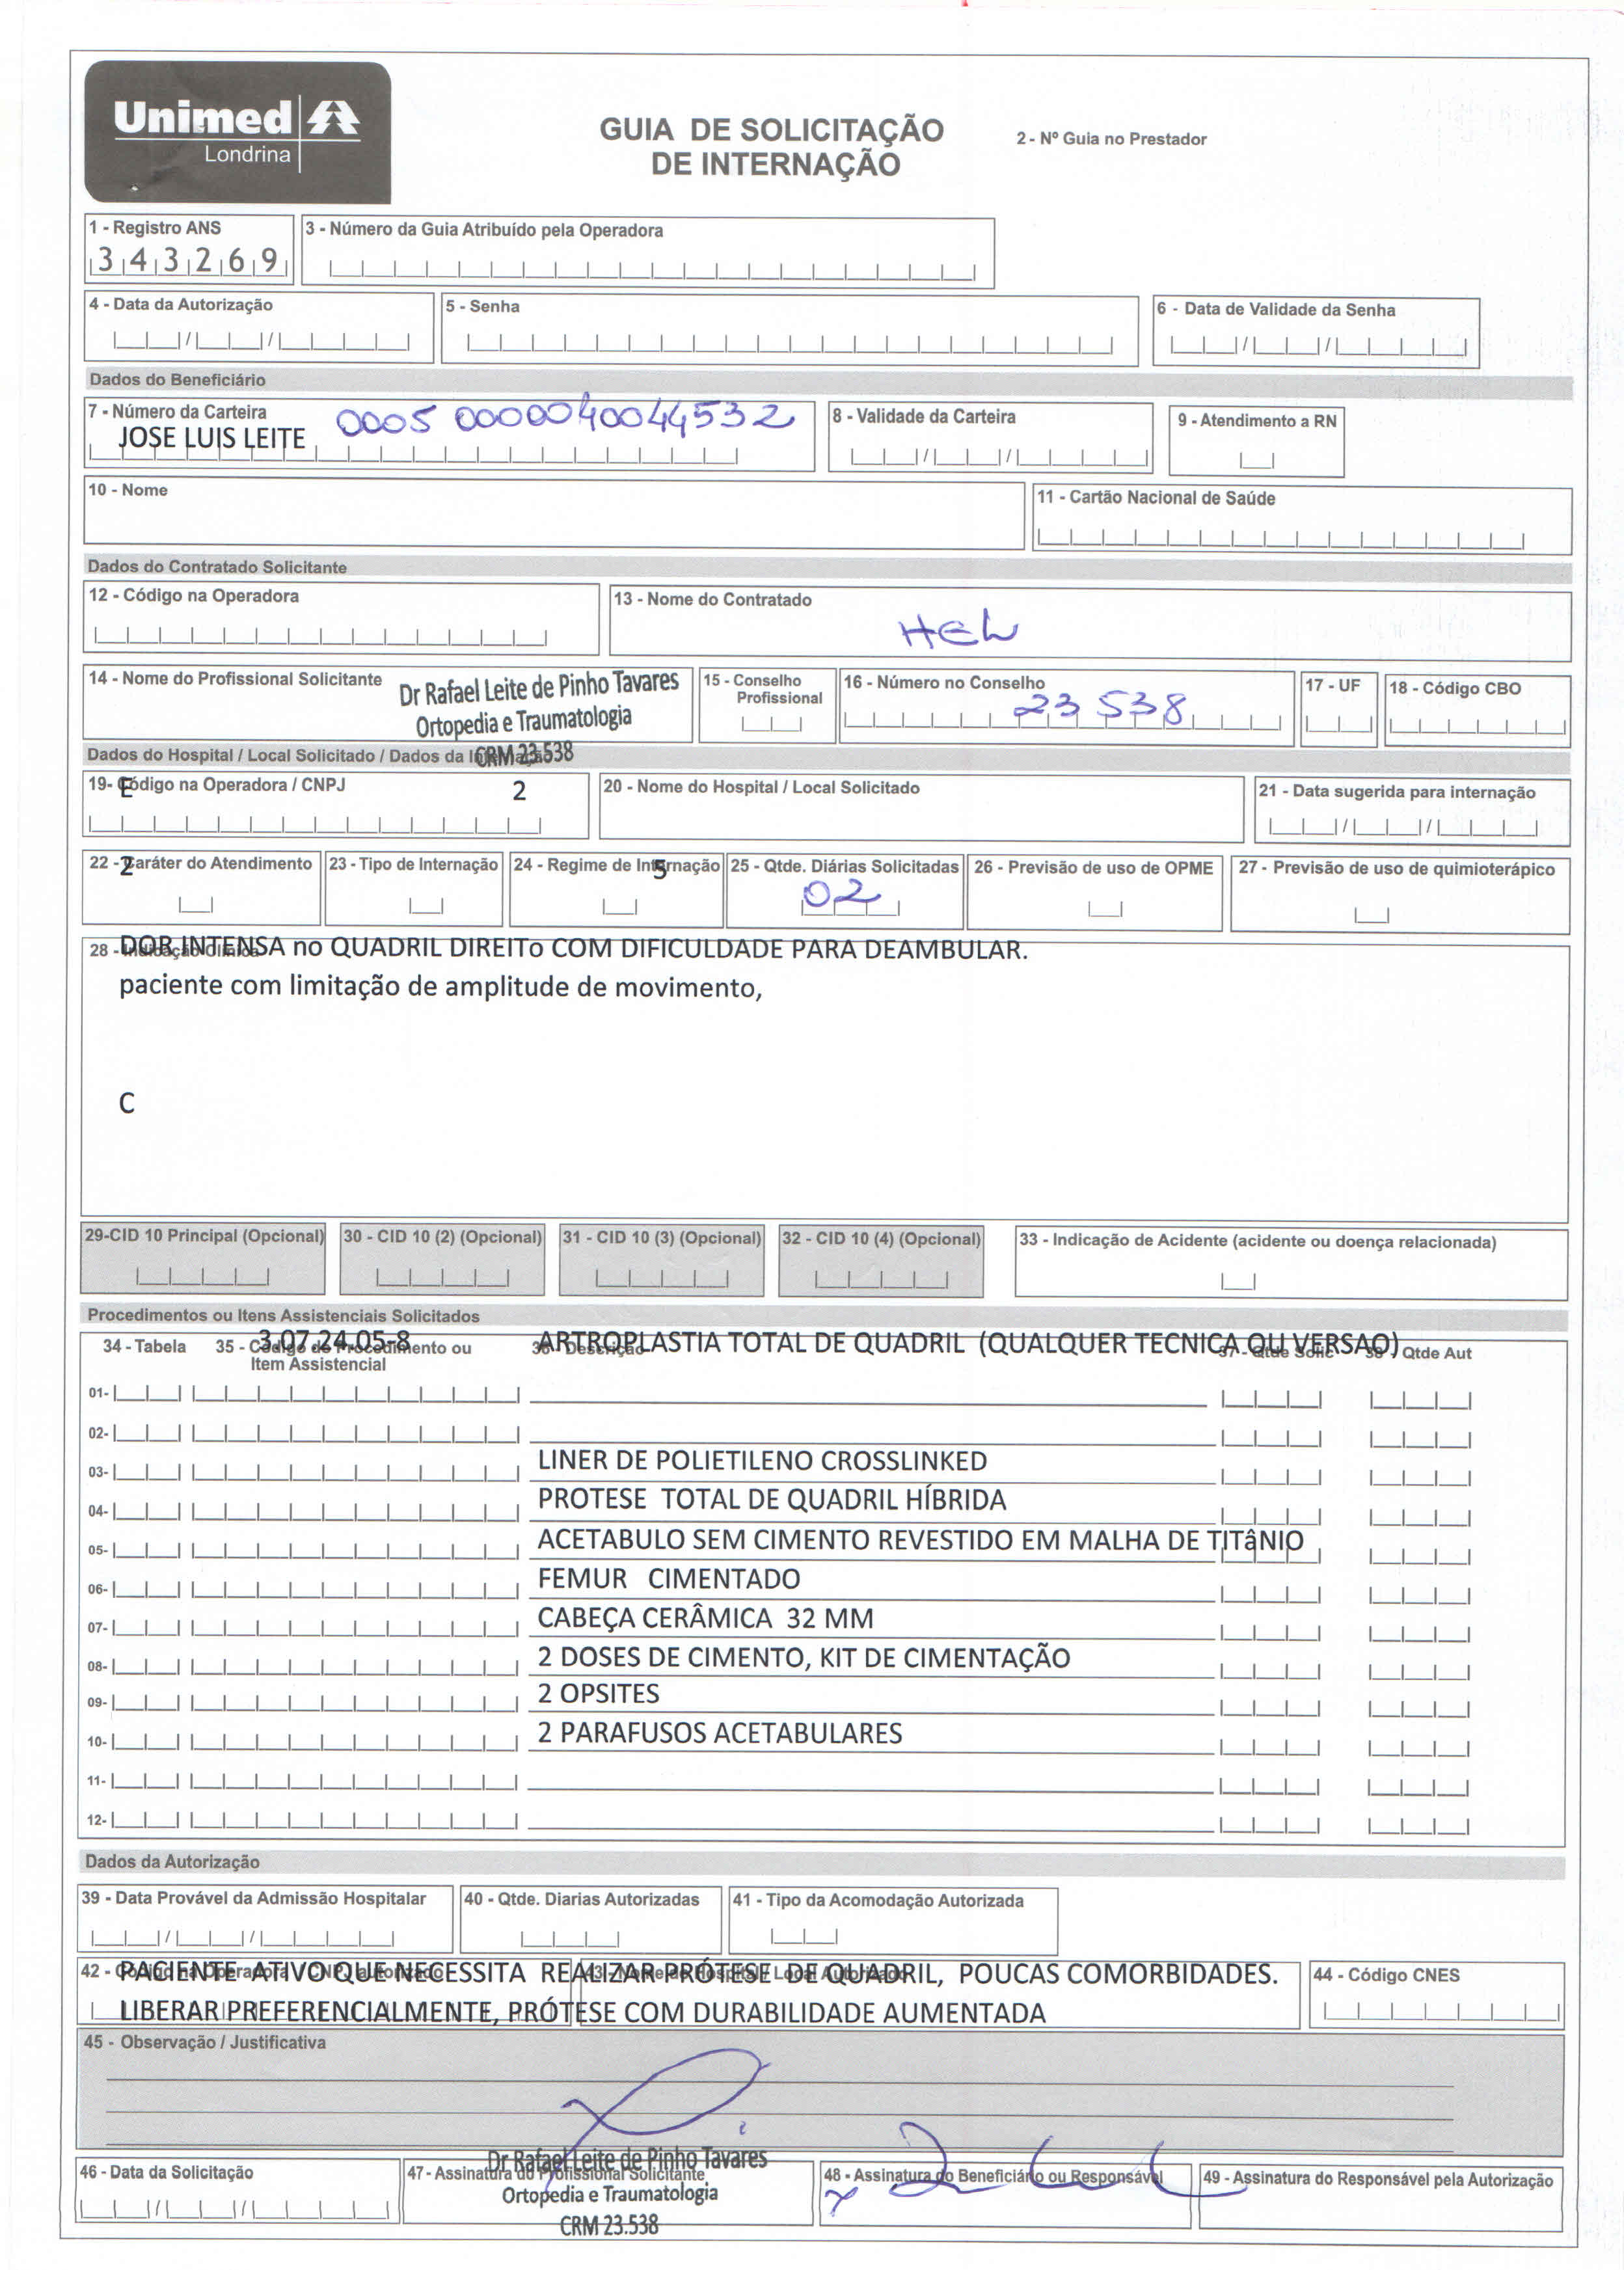 Unimed
Londrina
GUIA DE SOLICITAÇÃO
DE INTERNAÇÃO
2 - Nº Guia no Prestador
1 - Registro ANS
343269
3 - Número da Guia Atribuído pela Operadora
4 - Data da Autorização
5 - Senha
6 - Data de Validade da Senha
Dados do Beneficiário
7 - Número da Carteira
0005 0000040044532
JOSE LUIS LEITE
8 - Validade da Carteira
9 - Atendimento a RN
10 - Nome
11 - Cartão Nacional de Saúde
Dados do Contratado Solicitante
12 - Código na Operadora
13 - Nome do Contratado
HEL
14 - Nome do Profissional Solicitante
Dr Rafael Leite de Pinho Tavares
Ortopedia e Traumatologia
CRM 23.538
15 - Conselho Profissional
16 - Número no Conselho
23 538
17 - UF
18 - Código CBO
Dados do Hospital / Local Solicitado / Dados da Internação
19- Código na Operadora / CNPJ
E 2
20 - Nome do Hospital / Local Solicitado
21 - Data sugerida para internação
22 - Caráter do Atendimento
2
23 - Tipo de Internação
24 - Regime de Internação
5
25 - Qtde. Diárias Solicitadas
02
26 - Previsão de uso de OPME
27 - Previsão de uso de quimioterápico
28 - Indicação Clínica
DOR INTENSA no QUADRIL DIREITo COM DIFICULDADE PARA DEAMBULAR.
paciente com limitação de amplitude de movimento,
C
29-CID 10 Principal (Opcional)
30 - CID 10 (2) (Opcional)
31 - CID 10 (3) (Opcional)
32 - CID 10 (4) (Opcional)
33 - Indicação de Acidente (acidente ou doença relacionada)
Procedimentos ou Itens Assistenciais Solicitados
34 - Tabela
35 - Código do Procedimento ou
Item Assistencial
36 - Descrição
37 - Qtde Solic
38 - Qtde Aut
3.07.24.05-8 ARTROPLASTIA TOTAL DE QUADRIL (QUALQUER TECNICA OU VERSAO)
01-
02-
03- LINER DE POLIETILENO CROSSLINKED
04- PROTESE TOTAL DE QUADRIL HÍBRIDA
05- ACETABULO SEM CIMENTO REVESTIDO EM MALHA DE TITâNIO
06- FEMUR CIMENTADO
07- CABEÇA CERÂMICA 32 MM
08- 2 DOSES DE CIMENTO, KIT DE CIMENTAÇÃO
09- 2 OPSITES
10- 2 PARAFUSOS ACETABULARES
11-
12-
Dados da Autorização
39 - Data Provável da Admissão Hospitalar
40 - Qtde. Diarias Autorizadas
41 - Tipo da Acomodação Autorizada
42 - Código na Operadora / CNPJ autorizado
43 - Nome do Hospital / Local Autorizado
44 - Código CNES
PACIENTE ATIVO QUE NECESSITA REALIZAR PRÓTESE DE QUADRIL, POUCAS COMORBIDADES.
LIBERAR PREFERENCIALMENTE, PRÓTESE COM DURABILIDADE AUMENTADA
45 - Observação / Justificativa
46 - Data da Solicitação
47 - Assinatura do Profissional Solicitante
Dr Rafael Leite de Pinho Tavares
Ortopedia e Traumatologia
CRM 23.538
48 - Assinatura do Beneficiário ou Responsável
49 - Assinatura do Responsável pela Autorização